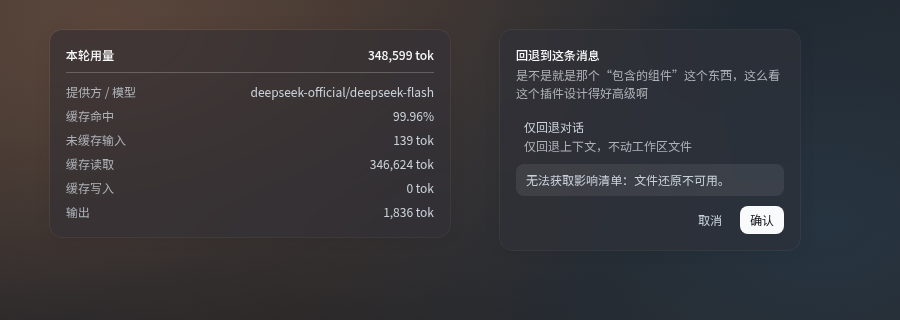 本轮用量 348,599 tok
提供方 / 模型 deepseek-official/deepseek-flash
缓存命中 99.96%
未缓存输入 139 tok
缓存读取 346,624 tok
缓存写入 0 tok
输出 1,836 tok
回退到这条消息
是不是就是那个“包含的组件”这个东西，这么看
这个插件设计得好高级啊
仅回退对话
仅回退上下文，不动工作区文件
无法获取影响清单：文件还原不可用。
取消 确认